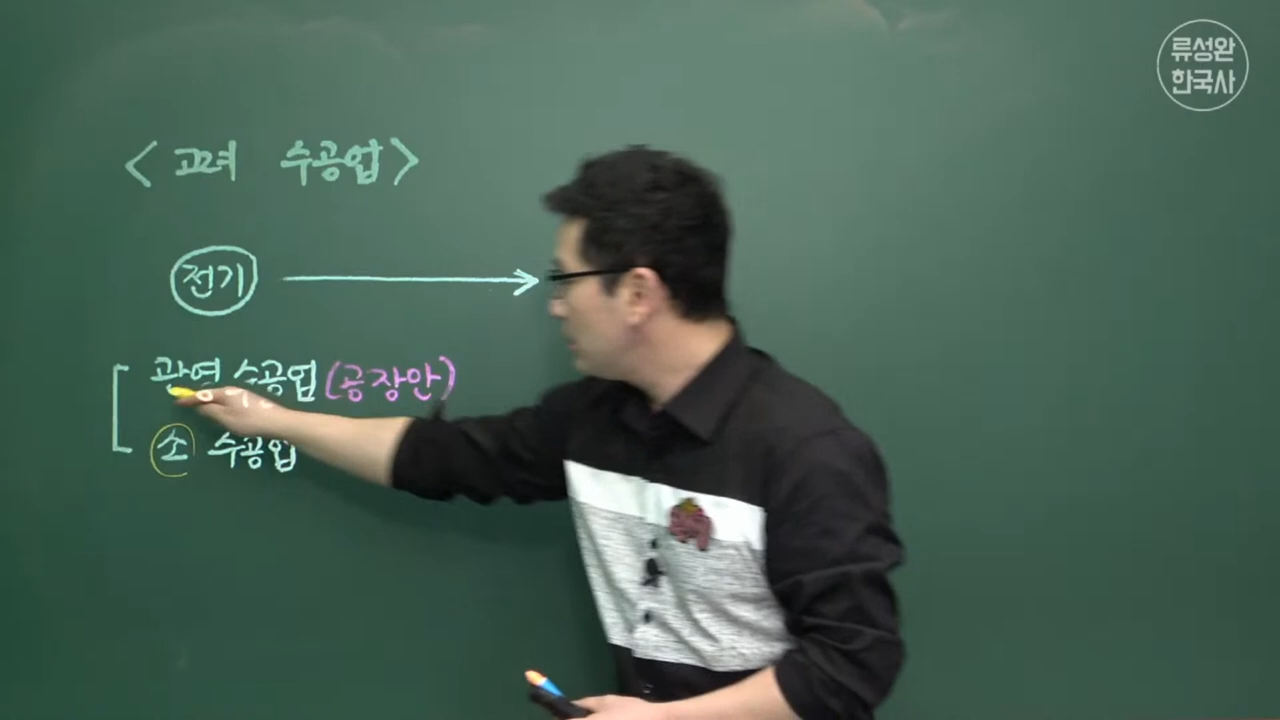 류성완
한국사
<고려 수공업>
전기
관영 수공업 (공장안)
소 수공업